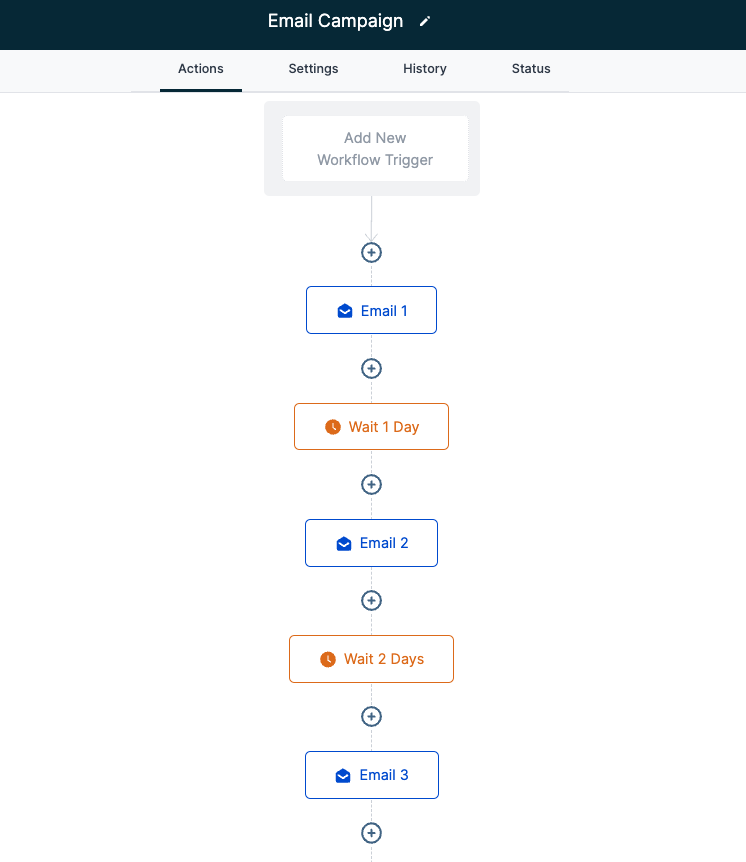 Email Campaign
Actions Settings History Status
Add New
Workflow Trigger
Email 1
Wait 1 Day
Email 2
Wait 2 Days
Email 3